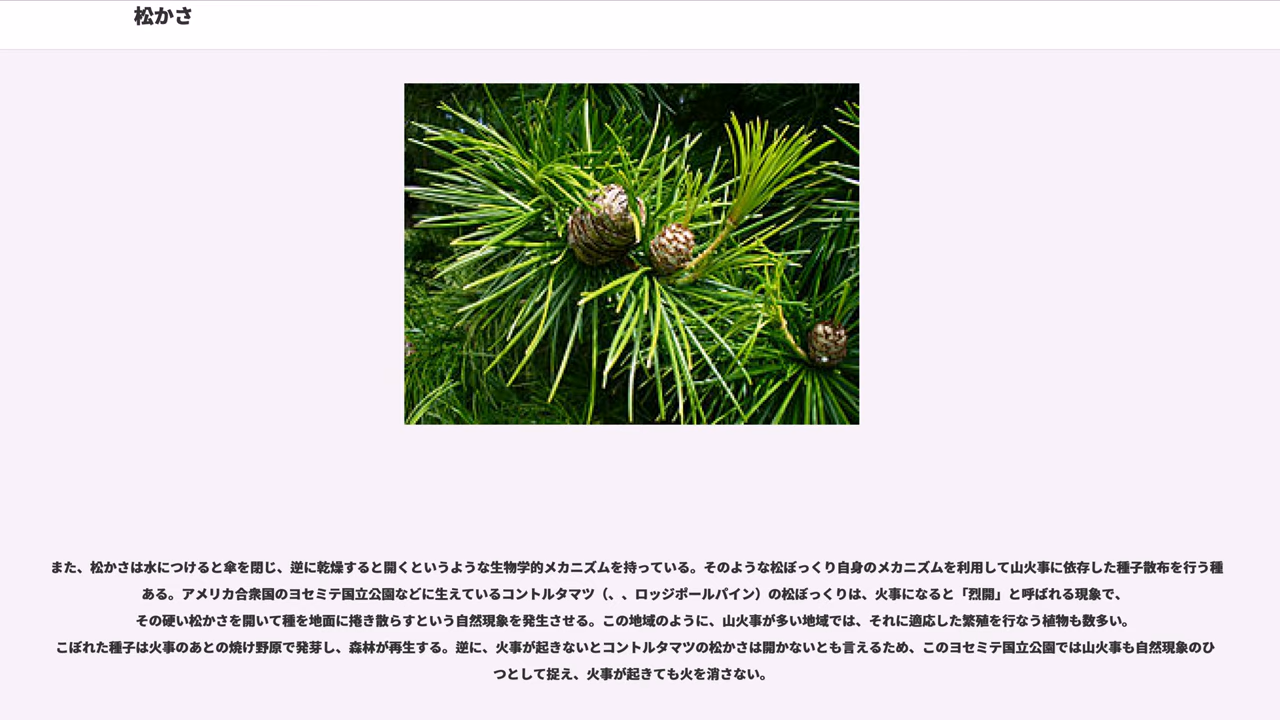 松かさ
また、松かさは水につけると傘を閉じ、逆に乾燥すると開くというような生物学的メカニズムを持っている。そのような松ぼっくり自身のメカニズムを利用して山火事に依存した種子散布を行う種
ある。アメリカ合衆国のヨセミテ国立公園などに生えているコントルタマツ（、、ロッジポールパイン）の松ぼっくりは、火事になると「烈開」と呼ばれる現象で、
その硬い松かさを開いて種を地面に捲き散らすという自然現象を発生させる。この地域のように、山火事が多い地域では、それに適応した繁殖を行なう植物も数多い。
こぼれた種子は火事のあとの焼け野原で発芽し、森林が再生する。逆に、火事が起きないとコントルタマツの松かさは開かないとも言えるため、このヨセミテ国立公園では山火事も自然現象のひ
つとして捉え、火事が起きても火を消さない。